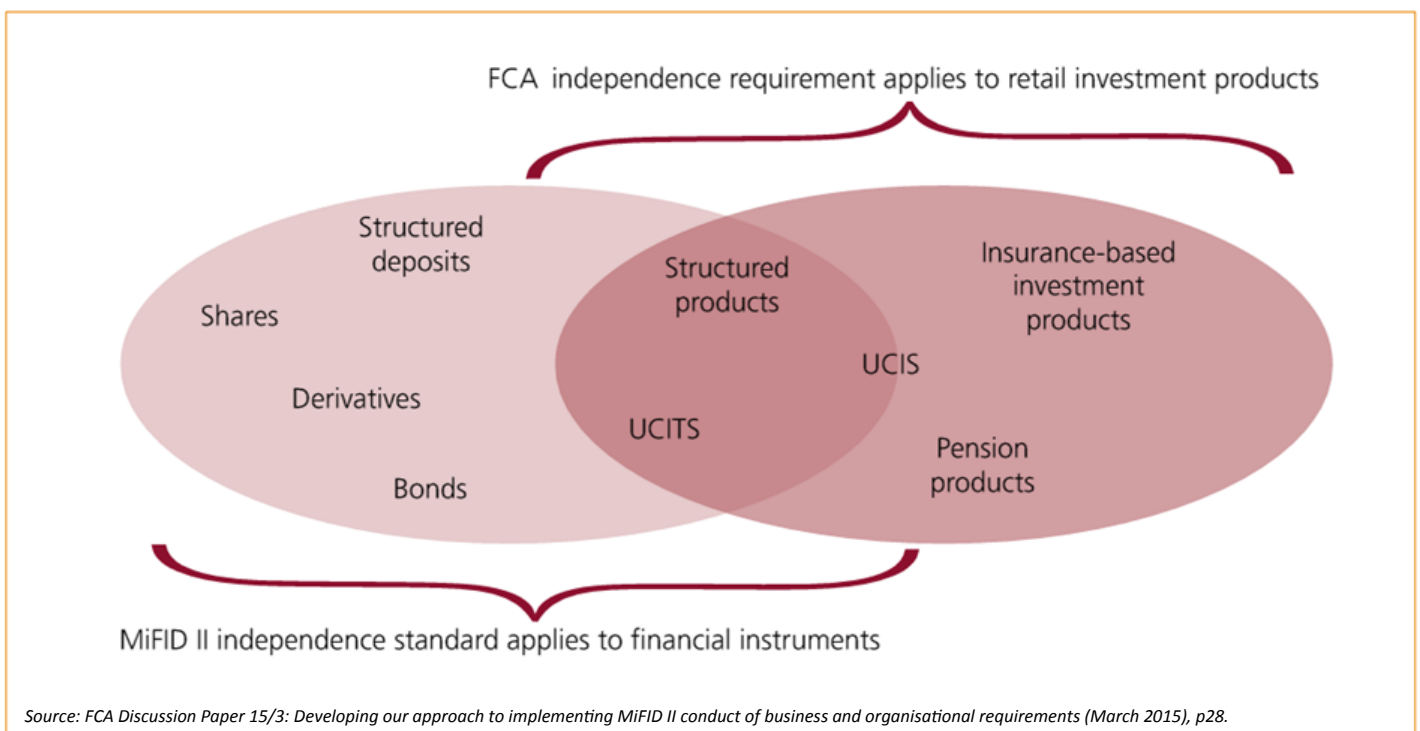 FCA independence requirement applies to retail investment products
Structured
deposits
Shares
Derivatives
Bonds
Structured
products
UCITS
UCIS
Insurance-based
investment
products
Pension
products
MiFID II independence standard applies to financial instruments
Source: FCA Discussion Paper 15/3: Developing our approach to implementing MiFID II conduct of business and organisational requirements (March 2015), p28.